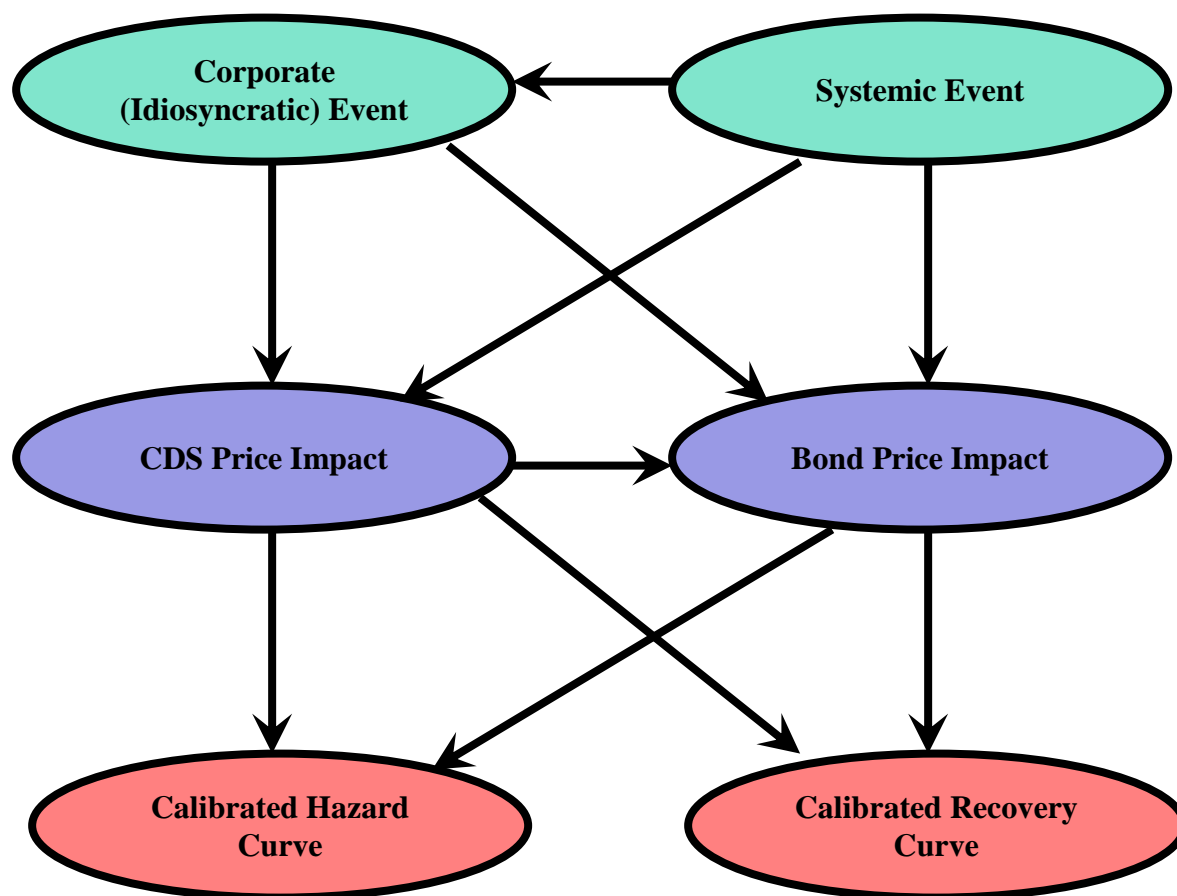 Corporate
(Idiosyncratic) Event
Systemic Event
CDS Price Impact
Bond Price Impact
Calibrated Hazard
Curve
Calibrated Recovery
Curve